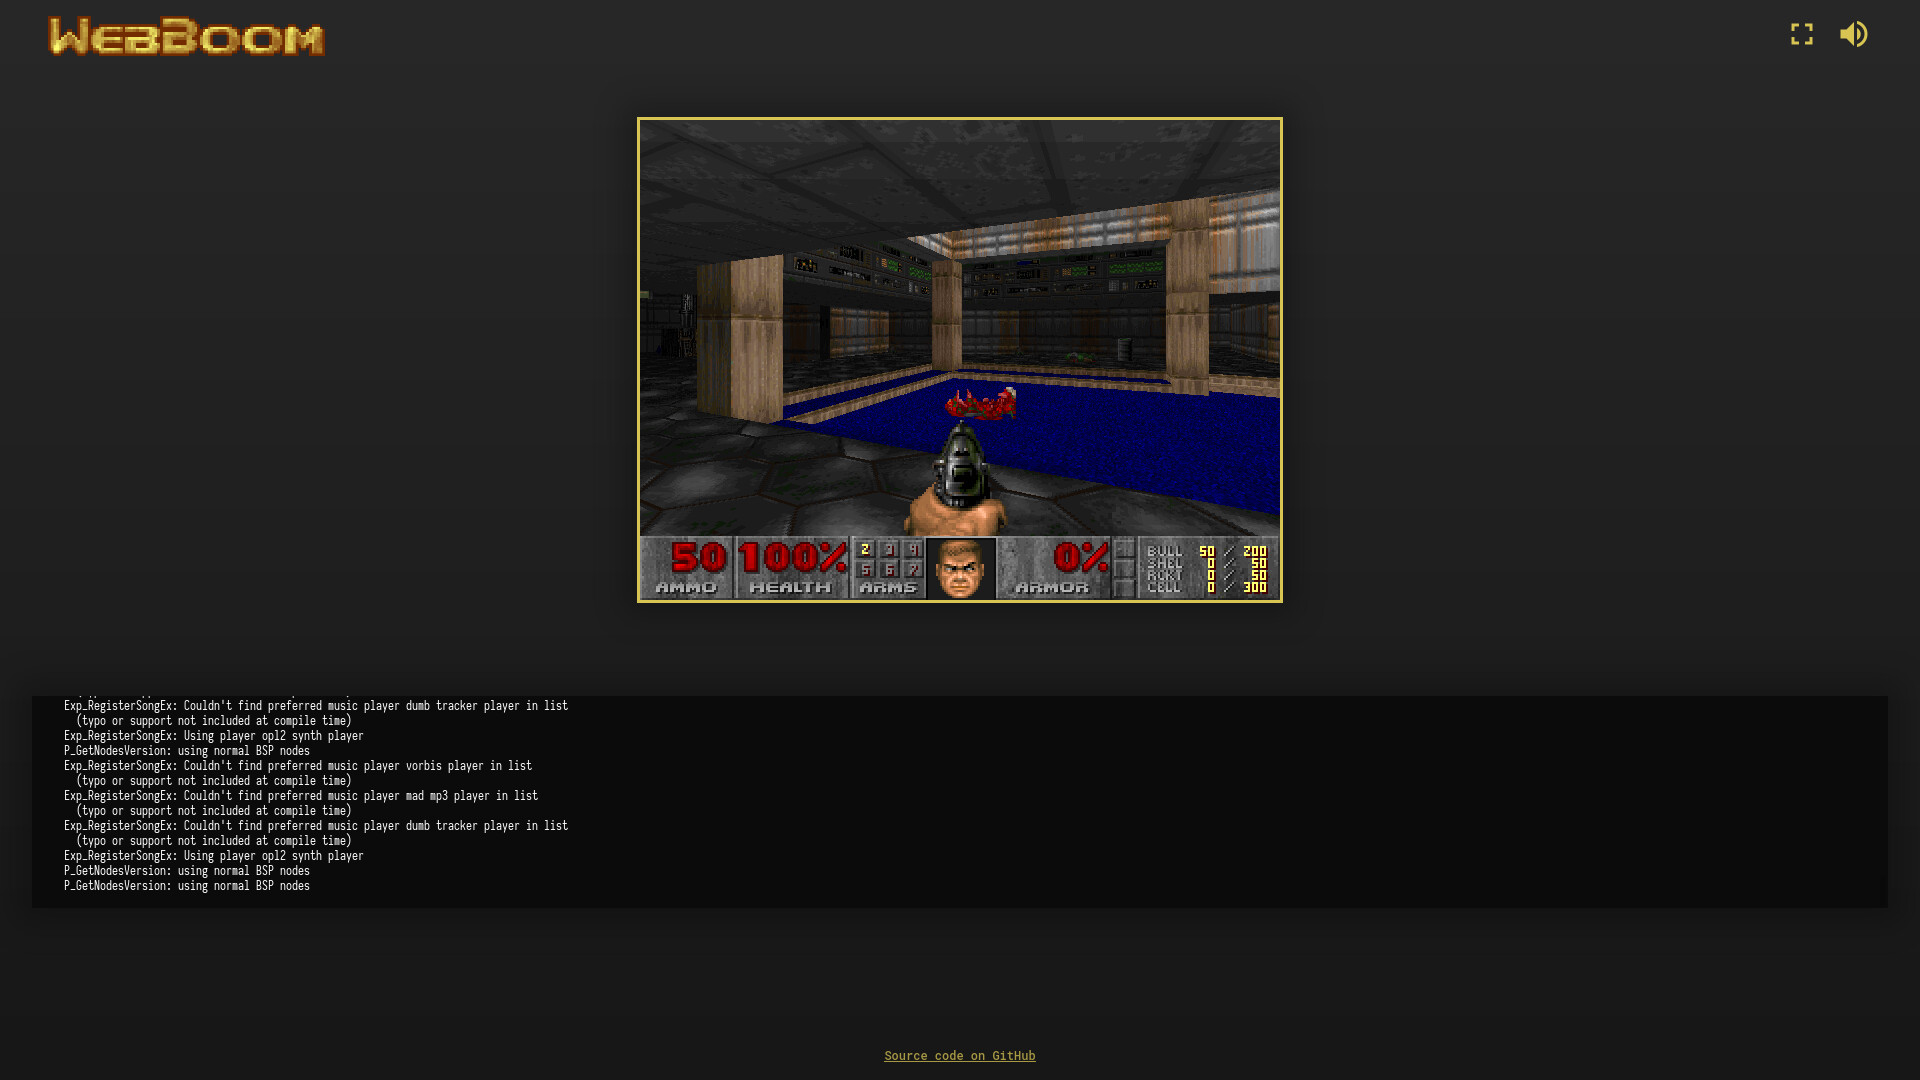 WEBBOOM
50
100%
2 3 4
5 6 7
0%
AMMO
HEALTH
ARMS
ARMOR
BULL 50 / 200
SHEL 0 / 50
RCKT 0 / 50
CELL 0 / 300
Exp_RegisterSongEx: Couldn't find preferred music player dumb tracker player in list
(typo or support not included at compile time)
Exp_RegisterSongEx: Using player opl2 synth player
P_GetNodesVersion: using normal BSP nodes
Exp_RegisterSongEx: Couldn't find preferred music player vorbis player in list
(typo or support not included at compile time)
Exp_RegisterSongEx: Couldn't find preferred music player mad mp3 player in list
(typo or support not included at compile time)
Exp_RegisterSongEx: Couldn't find preferred music player dumb tracker player in list
(typo or support not included at compile time)
Exp_RegisterSongEx: Using player opl2 synth player
P_GetNodesVersion: using normal BSP nodes
P_GetNodesVersion: using normal BSP nodes
Source code on GitHub